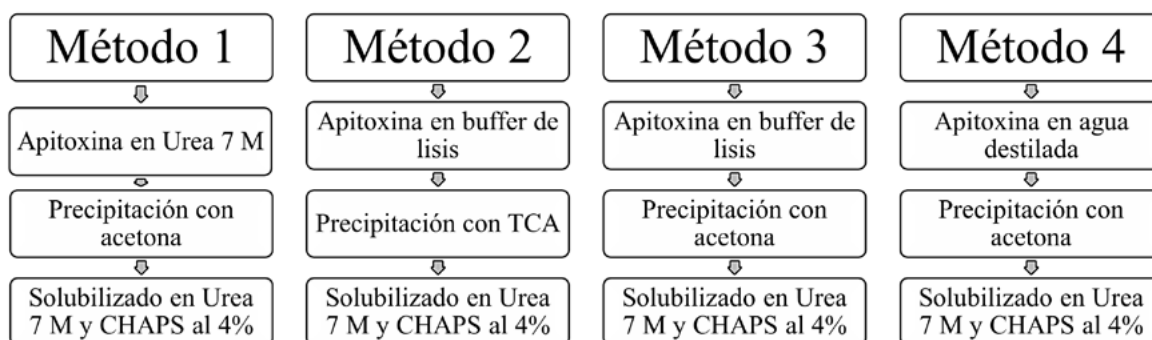 Método 1
Apitoxina en Urea 7 M
Precipitación con
acetona
Solubilizado en Urea
7 M y CHAPS al 4%
Método 2
Apitoxina en buffer de
lisis
Precipitación con TCA
Solubilizado en Urea
7 M y CHAPS al 4%
Método 3
Apitoxina en buffer de
lisis
Precipitación con
acetona
Solubilizado en Urea
7 M y CHAPS al 4%
Método 4
Apitoxina en agua
destilada
Precipitación con
acetona
Solubilizado en Urea
7 M y CHAPS al 4%